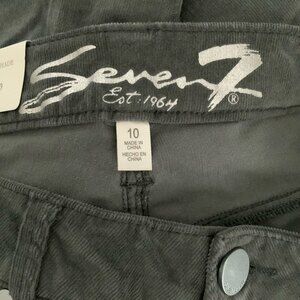 Seven7®
Est. 1964
10
MADE IN
CHINA
HECHO EN
CHINA